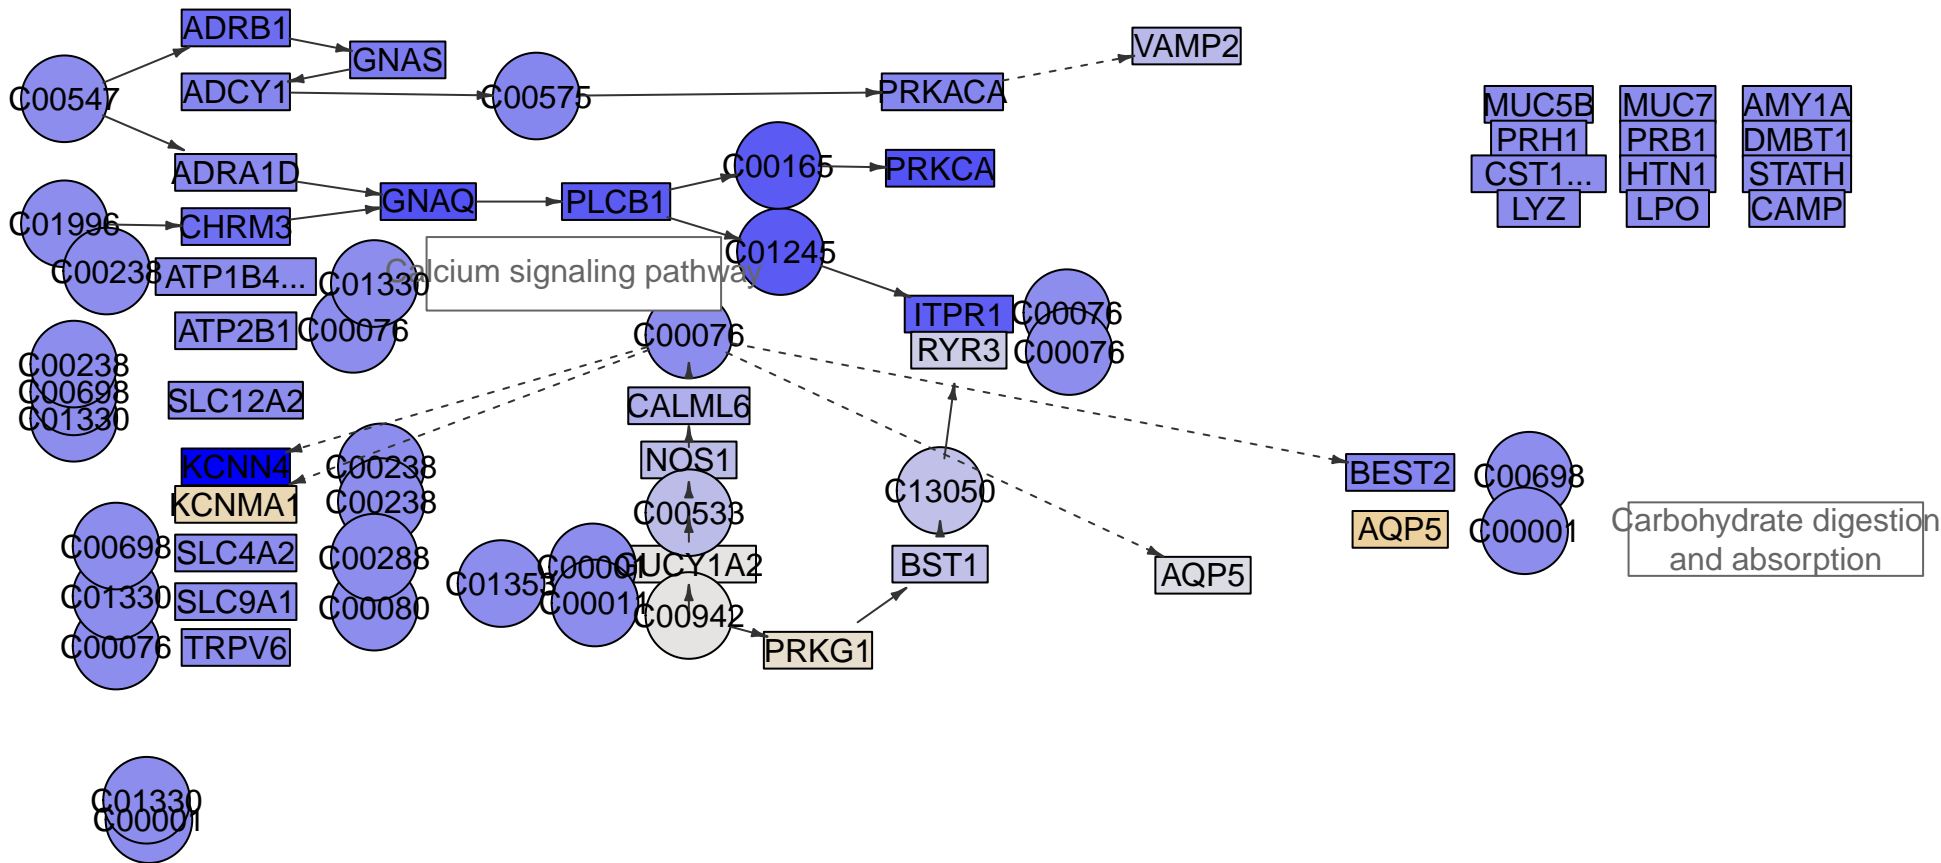 ADRB1
GNAS
VAMP2
C00547
ADCY1
C00575
PRKACA
MUC5B
MUC7
AMY1A
PRH1
PRB1
DMBT1
ADRA1D
C00165
PRKCA
CST1...
HTN1
STATH
GNAQ
PLCB1
LYZ
LPO
CAMP
C01996
CHRM3
C01245
C00238
ATP1B4...
C01330
Calcium signaling pathway
ITPR1
C00076
ATP2B1
C00076
C00076
RYR3
C00076
C00238
C00698
C01330
SLC12A2
CALML6
KCNN4
C00238
NOS1
BEST2
C00698
KCNMA1
C00238
C00533
C13050
AQP5
C00001
Carbohydrate digestion
and absorption
C00698
SLC4A2
C00288
C01353
C00001
GUCY1A2
BST1
AQP5
C01330
SLC9A1
C00080
C00011
C00942
C00076
TRPV6
PRKG1
C01330
C00001